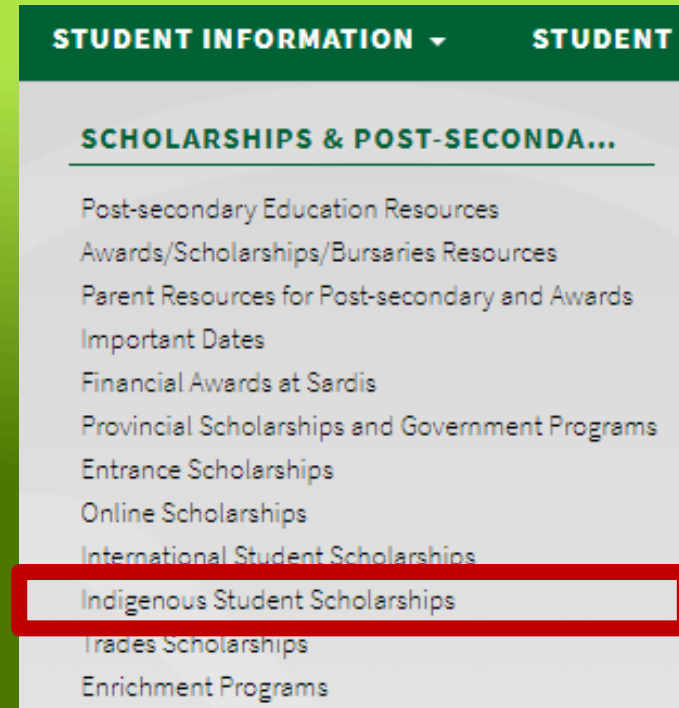 STUDENT INFORMATION STUDENT
SCHOLARSHIPS & POST-SECONDA...
Post-secondary Education Resources
Awards/Scholarships/Bursaries Resources
Parent Resources for Post-secondary and Awards
Important Dates
Financial Awards at Sardis
Provincial Scholarships and Government Programs
Entrance Scholarships
Online Scholarships
International Student Scholarships
Indigenous Student Scholarships
Trades Scholarships
Enrichment Programs